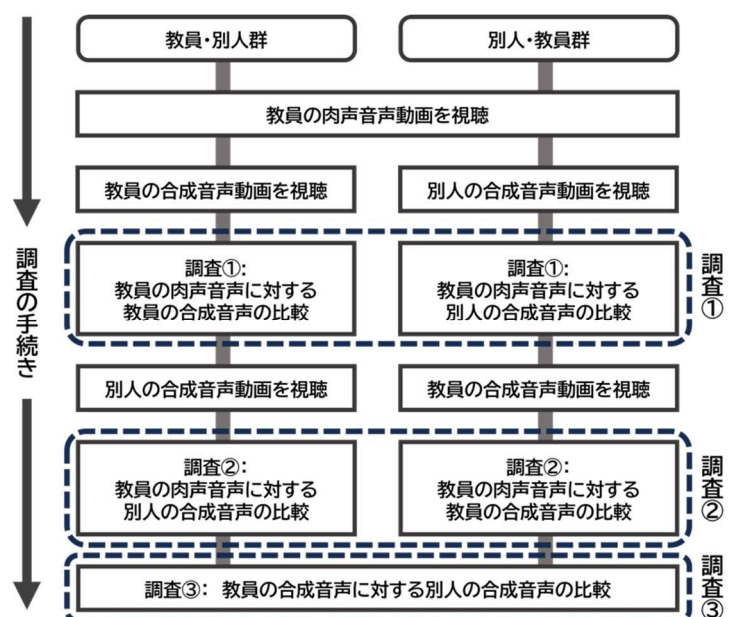 教員・別人群
別人・教員群
教員の肉声音声動画を視聴
教員の合成音声動画を視聴
別人の合成音声動画を視聴
調査①:
教員の肉声音声に対する
教員の合成音声の比較
調査①:
教員の肉声音声に対する
別人の合成音声の比較
調査①
調査の手続き
別人の合成音声動画を視聴
教員の合成音声動画を視聴
調査②:
教員の肉声音声に対する
別人の合成音声の比較
調査②:
教員の肉声音声に対する
教員の合成音声の比較
調査②
調査③: 教員の合成音声に対する別人の合成音声の比較
調査③